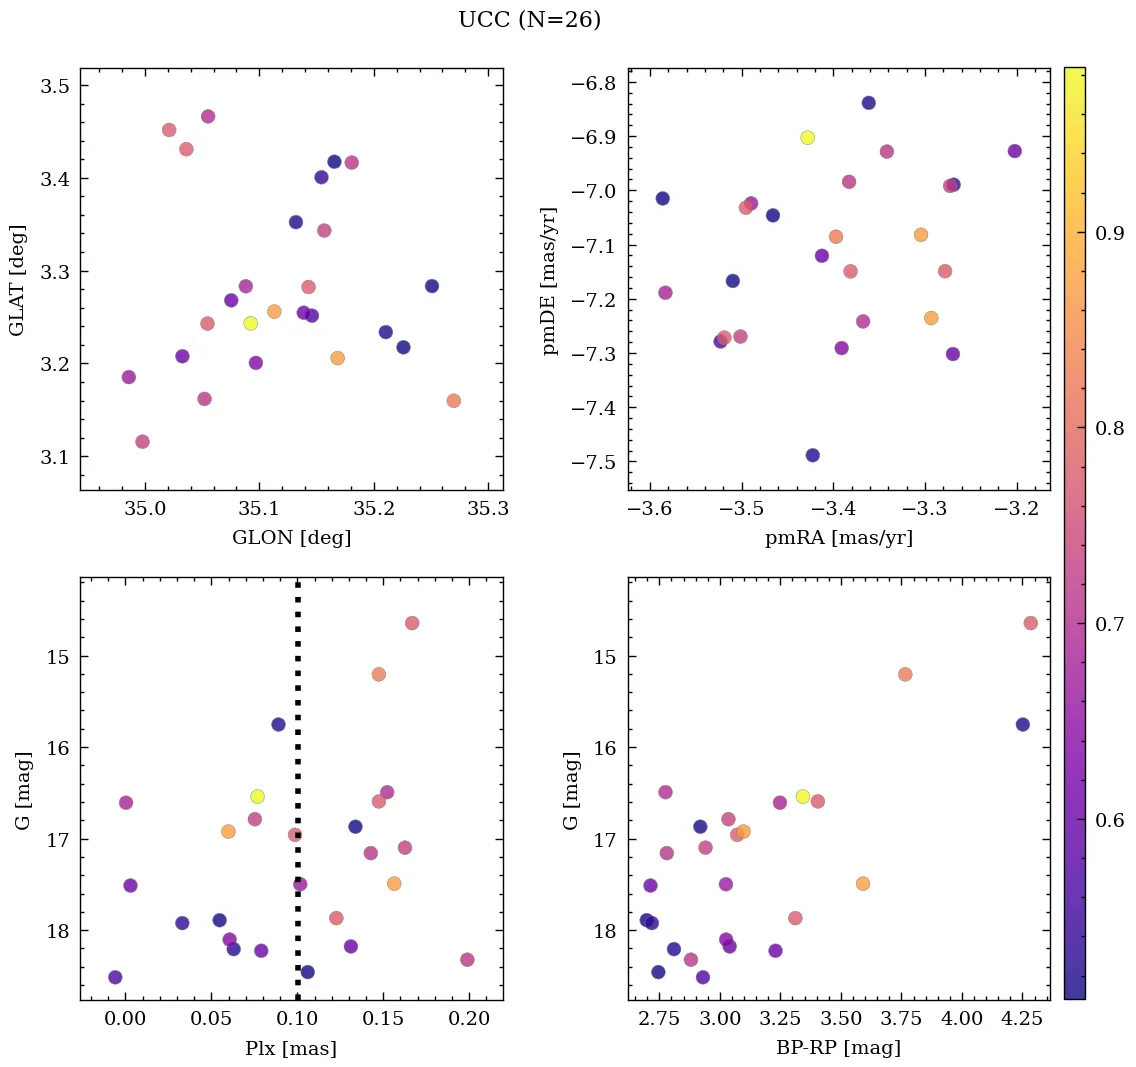 UCC (N=26)
3.5
3.4
3.3
3.2
3.1
GLAT [deg]
35.0 35.1 35.2 35.3
GLON [deg]
−6.8
−6.9
−7.0
−7.1
−7.2
−7.3
−7.4
−7.5
pmDE [mas/yr]
−3.6 −3.5 −3.4 −3.3 −3.2
pmRA [mas/yr]
0.9
0.8
0.7
0.6
15
16
17
18
G [mag]
0.00 0.05 0.10 0.15 0.20
Plx [mas]
15
16
17
18
G [mag]
2.75 3.00 3.25 3.50 3.75 4.00 4.25
BP-RP [mag]